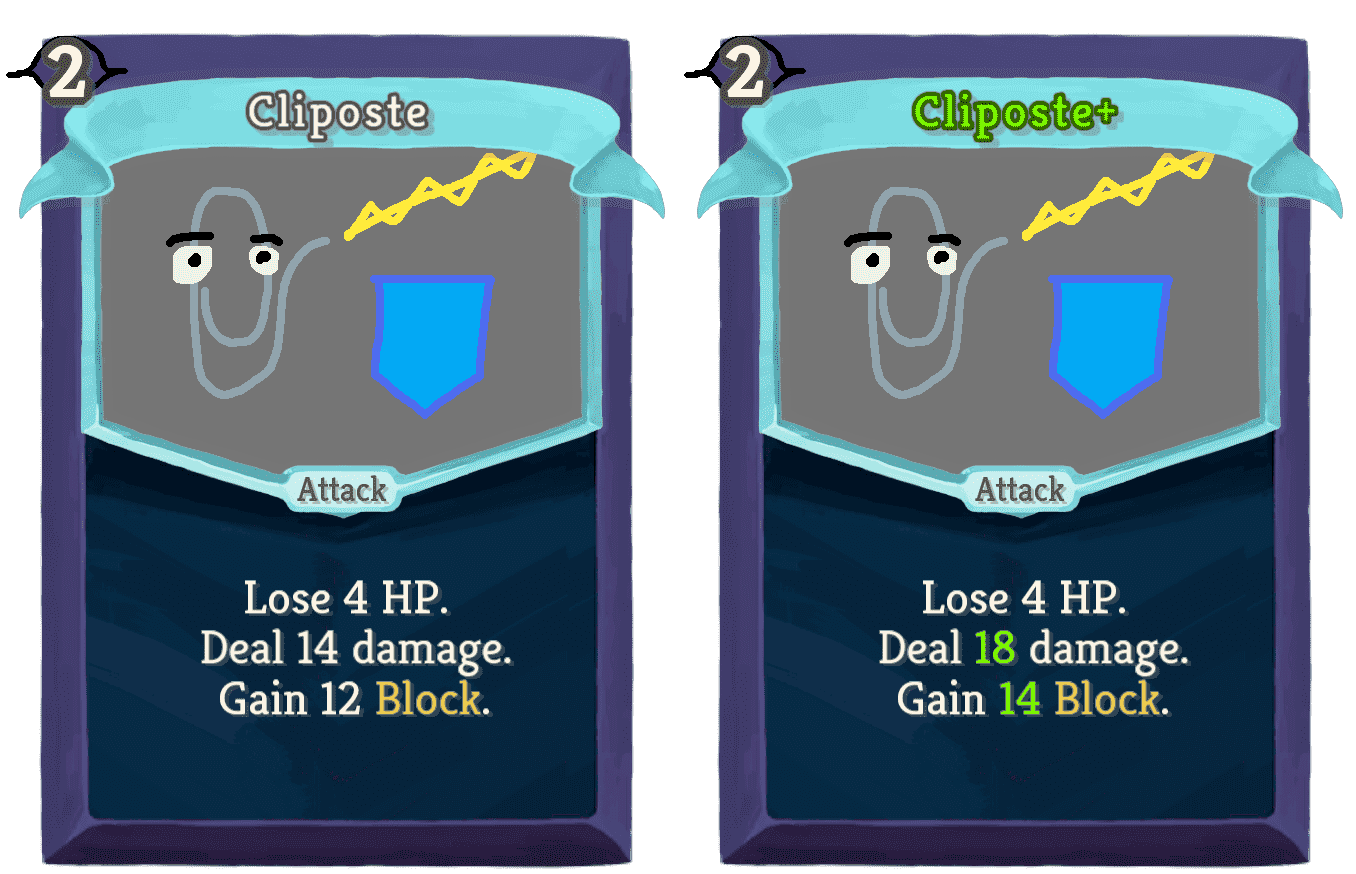 2
Cliposte
Attack
Lose 4 HP.
Deal 14 damage.
Gain 12 Block.
2
Cliposte+
Attack
Lose 4 HP.
Deal 18 damage.
Gain 14 Block.